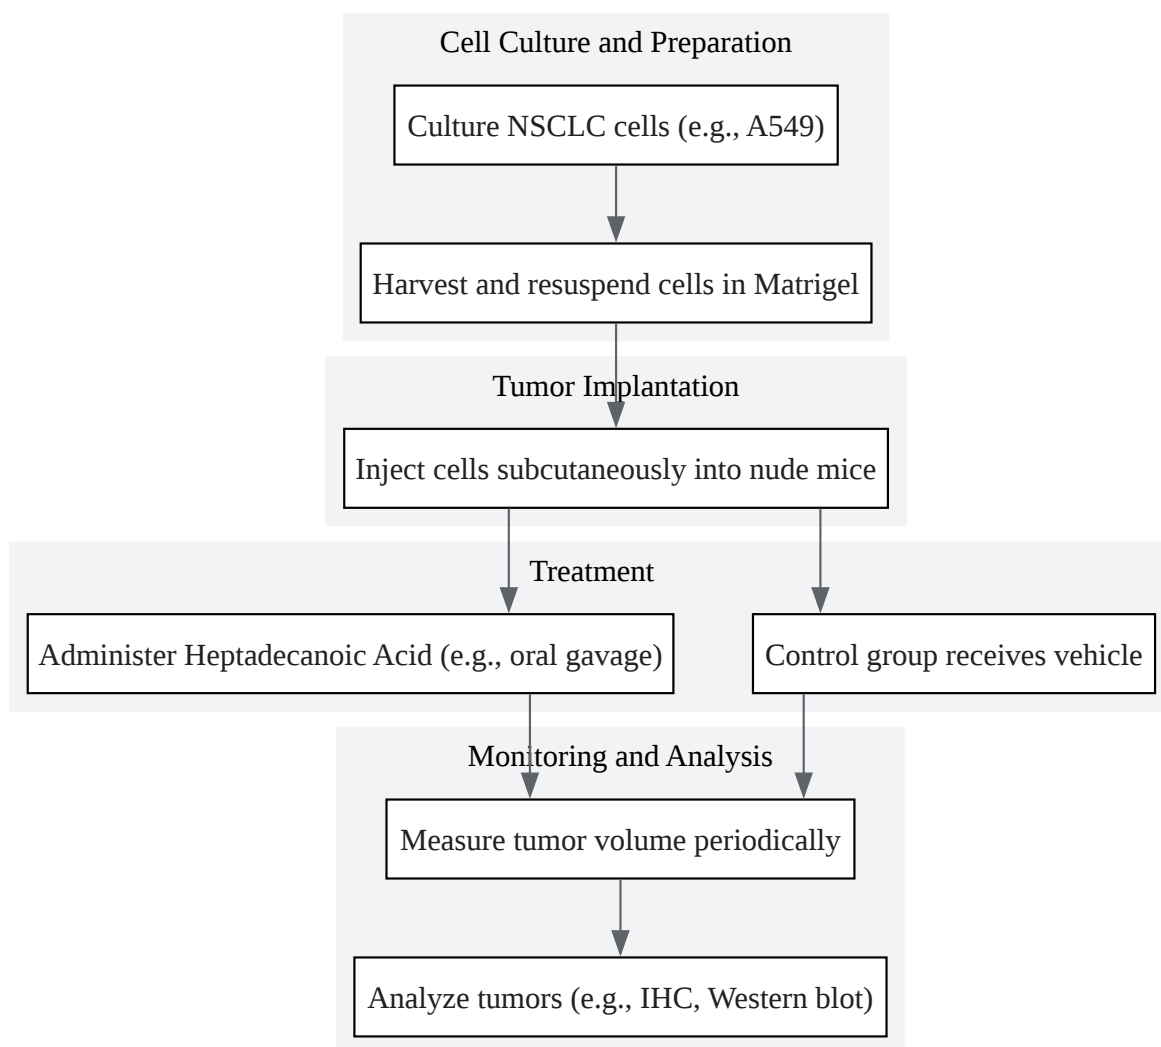 Cell Culture and Preparation
Culture NSCLC cells (e.g., A549)
Harvest and resuspend cells in Matrigel
Tumor Implantation
Inject cells subcutaneously into nude mice
Treatment
Administer Heptadecanoic Acid (e.g., oral gavage)
Control group receives vehicle
Monitoring and Analysis
Measure tumor volume periodically
Analyze tumors (e.g., IHC, Western blot)